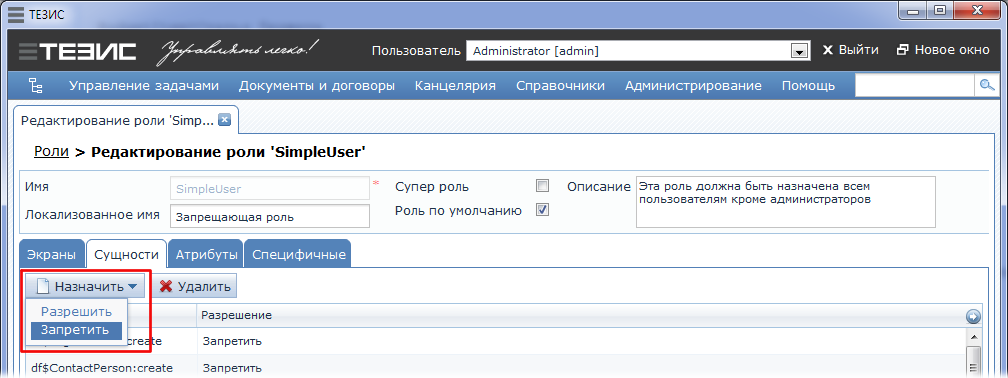 ТЕЗИС
ТЕЗИС Управлять легко! Пользователь Administrator [admin] Выйти Новое окно
Управление задачами Документы и договоры Канцелярия Справочники Администрирование Помощь
Редактирование роли 'Simp...
Роли > Редактирование роли 'SimpleUser'
Имя SimpleUser * Супер роль Описание Эта роль должна быть назначена всем
пользователям кроме администраторов
Локализованное имя Запрещающая роль Роль по умолчанию
Экраны Сущности Атрибуты Специфичные
Назначить Удалить
Разрешить
Разрешение
Запретить
create Запретить
df$ContactPerson:create Запретить